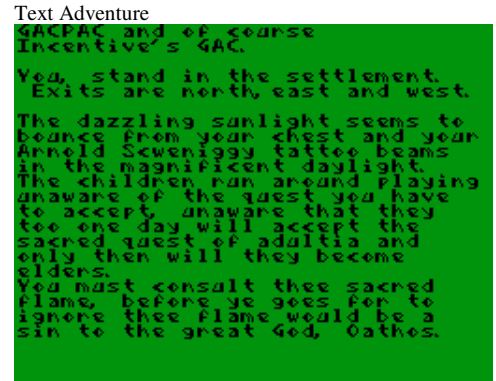 Text Adventure
GACPAC and of course
Incentive's GAC.
You, stand in the settlement.
Exits are north, east and west.
The dazzling sunlight seems to
bounce from your chest and your
Arnold Scweniggy tattoo beams
in the magnificent daylight.
The children run around playing
unaware of the quest you have
to accept, unaware that they
too one day will accept the
sacred quest of adultia and
only then will they become
elders.
You must consult thee sacred
flame, before ye goes for to
ignore thee flame would be a
sin to the great God, Oathos.